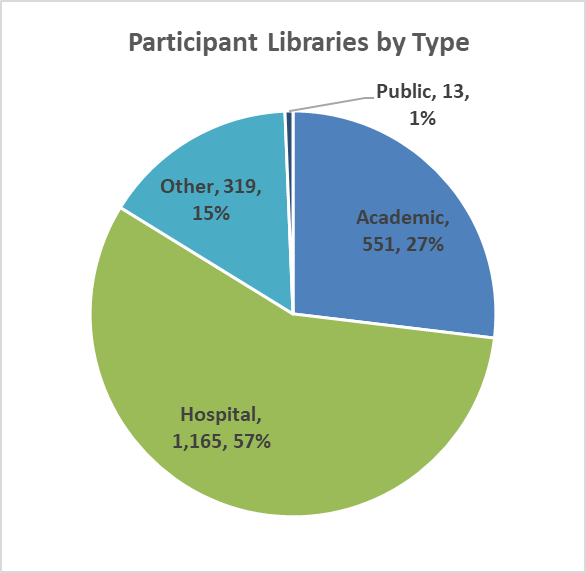 Participant Libraries by Type
Public, 13,
1%
Other, 319,
15%
Academic,
551, 27%
Hospital,
1,165, 57%